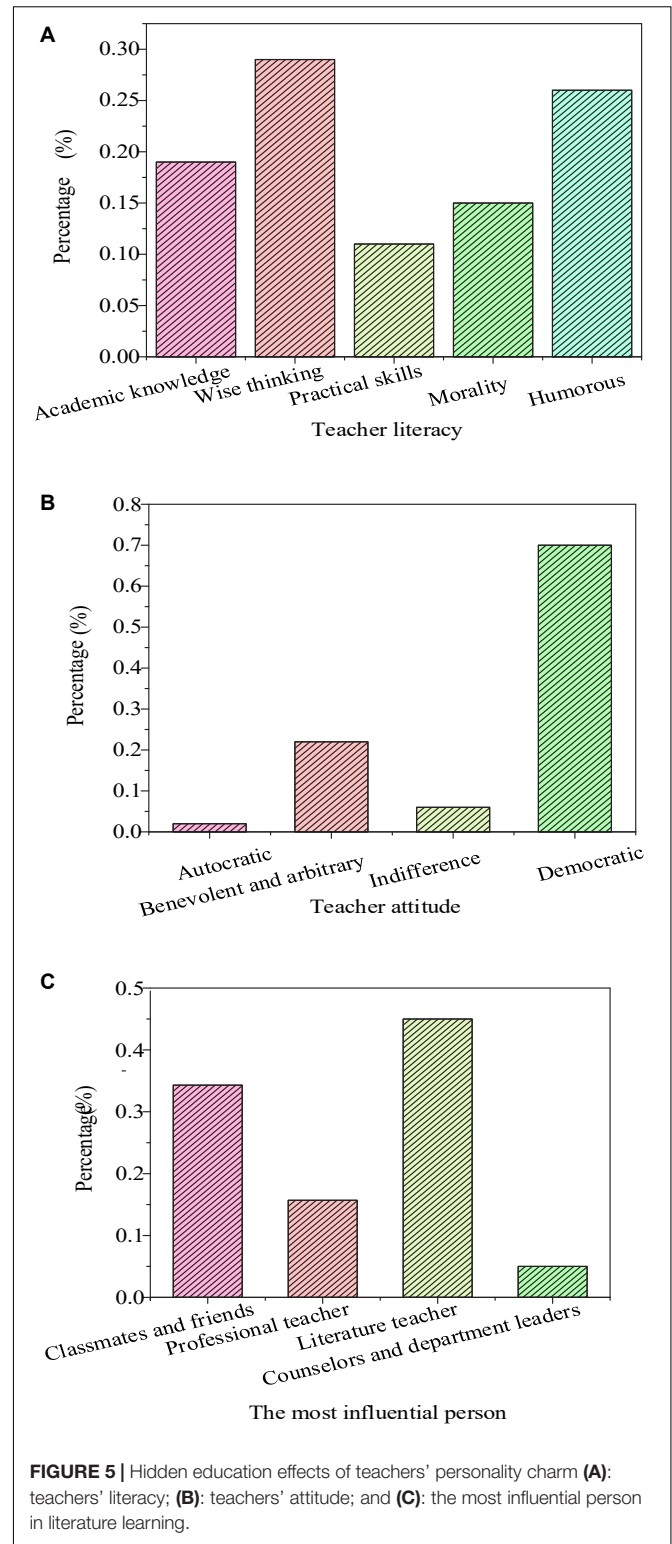 A
Percentage (%)
0.30
0.25
0.20
0.15
0.10
0.05
0.00
Academic knowledge
Wise thinking
Practical skills
Morality
Humorous
Teacher literacy
B
Percentage (%)
0.8
0.7
0.6
0.5
0.4
0.3
0.2
0.1
0.0
Autocratic
Benevolent and arbitrary
Indifference
Democratic
Teacher attitude
C
Percentage(%)
0.5
0.4
0.3
0.2
0.1
0.0
Classmates and friends
Professional teacher
Literature teacher
Counselors and department leaders
The most influential person
FIGURE 5 | Hidden education effects of teachers' personality charm (A):
teachers' literacy; (B): teachers' attitude; and (C): the most influential person
in literature learning.